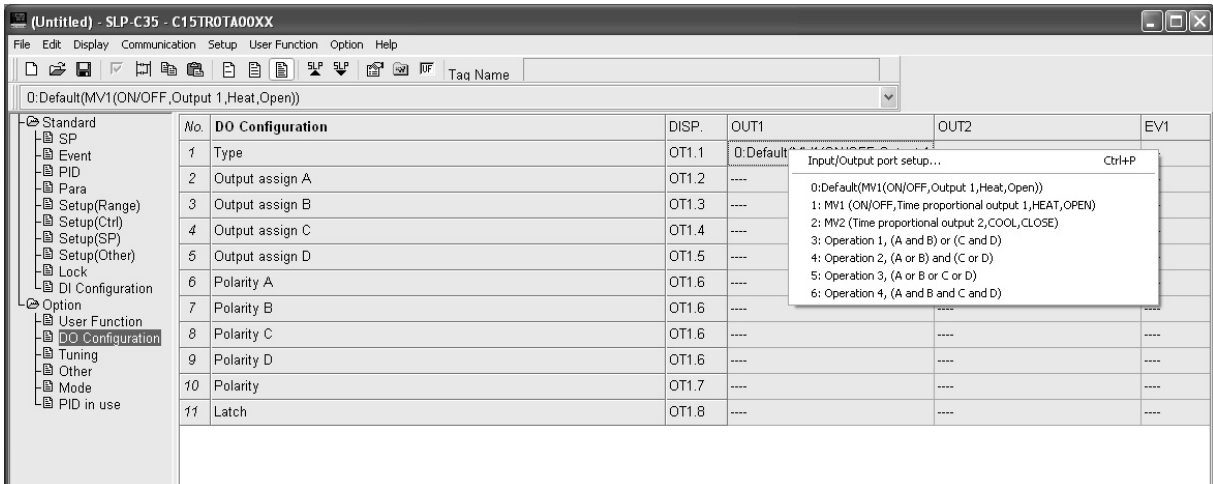 (Untitled) - SLP-C35 - C15TR0TA00XX
File Edit Display Communication Setup User Function Option Help
SLP SLP UF Tag Name
0:Default(MV1(ON/OFF,Output 1,Heat,Open))
Standard
SP
Event
PID
Para
Setup(Range)
Setup(Ctrl)
Setup(SP)
Setup(Other)
Lock
DI Configuration
Option
User Function
DO Configuration
Tuning
Other
Mode
PID in use
No. DO Configuration DISP. OUT1 OUT2 EV1
1 Type OT1.1 0:Default
2 Output assign A OT1.2 ----
3 Output assign B OT1.3 ----
4 Output assign C OT1.4 ----
5 Output assign D OT1.5 ----
6 Polarity A OT1.6 ----
7 Polarity B OT1.6 ---- ---- ----
8 Polarity C OT1.6 ---- ---- ----
9 Polarity D OT1.6 ---- ---- ----
10 Polarity OT1.7 ---- ---- ----
11 Latch OT1.8 ---- ---- ----
Input/Output port setup... Ctrl+P
0:Default(MV1(ON/OFF,Output 1,Heat,Open))
1: MV1 (ON/OFF,Time proportional output 1,HEAT,OPEN)
2: MV2 (Time proportional output 2,COOL,CLOSE)
3: Operation 1, (A and B) or (C and D)
4: Operation 2, (A or B) and (C or D)
5: Operation 3, (A or B or C or D)
6: Operation 4, (A and B and C and D)